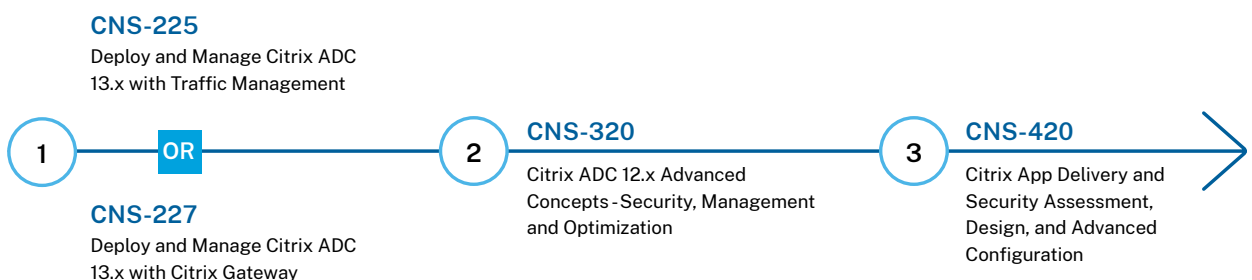 CNS-225
Deploy and Manage Citrix ADC
13.x with Traffic Management
1
OR
CNS-227
Deploy and Manage Citrix ADC
13.x with Citrix Gateway
2
CNS-320
Citrix ADC 12.x Advanced
Concepts - Security, Management
and Optimization
3
CNS-420
Citrix App Delivery and
Security Assessment,
Design, and Advanced
Configuration